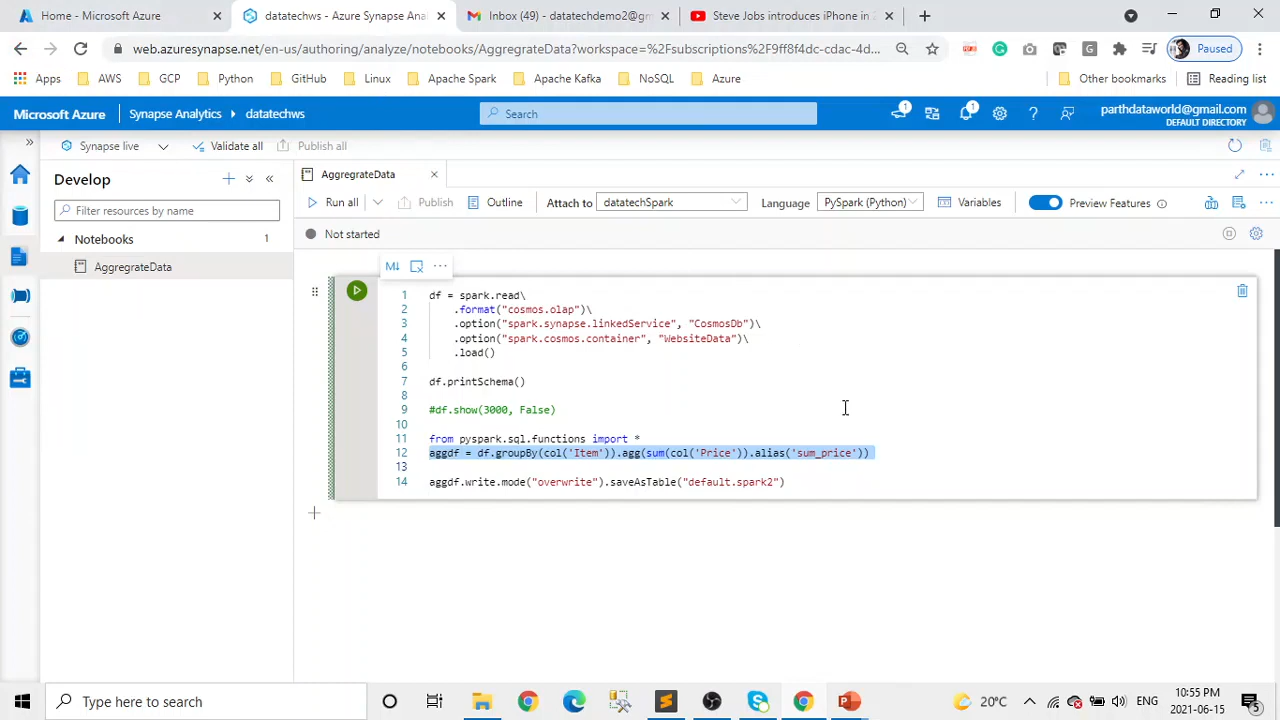 Home - Microsoft Azure
datatechws - Azure Synapse Anal
Inbox (49) - datatechdemo2@gm
Steve Jobs introduces iPhone in 2
web.azuresynapse.net/en-us/authoring/analyze/notebooks/AggregrateData?workspace=%2Fsubscriptions%2F9ff8f4dc-cdac-4d...
Paused
Apps
AWS
GCP
Python
GitHub
Linux
Apache Spark
Apache Kafka
NoSQL
Azure
Other bookmarks
Reading list
Microsoft Azure
Synapse Analytics
datatechws
Search
1
1
parthdataworld@gmail.com
DEFAULT DIRECTORY
Synapse live
Validate all
Publish all
Develop
AggregrateData
Filter resources by name
Run all
Publish
Outline
Attach to
datatechSpark
Language
PySpark (Python)
Variables
Preview Features
Notebooks
1
Not started
AggregrateData
M↓
1 df = spark.read\
2 .format("cosmos.olap")\
3 .option("spark.synapse.linkedService", "CosmosDb")\
4 .option("spark.cosmos.container", "WebsiteData")\
5 .load()
6
7 df.printSchema()
8
9 #df.show(3000, False)
10
11 from pyspark.sql.functions import *
12 aggdf = df.groupBy(col('Item')).agg(sum(col('Price')).alias('sum_price'))
13
14 aggdf.write.mode("overwrite").saveAsTable("default.spark2")
Type here to search
20°C
ENG
10:55 PM
2021-06-15
5